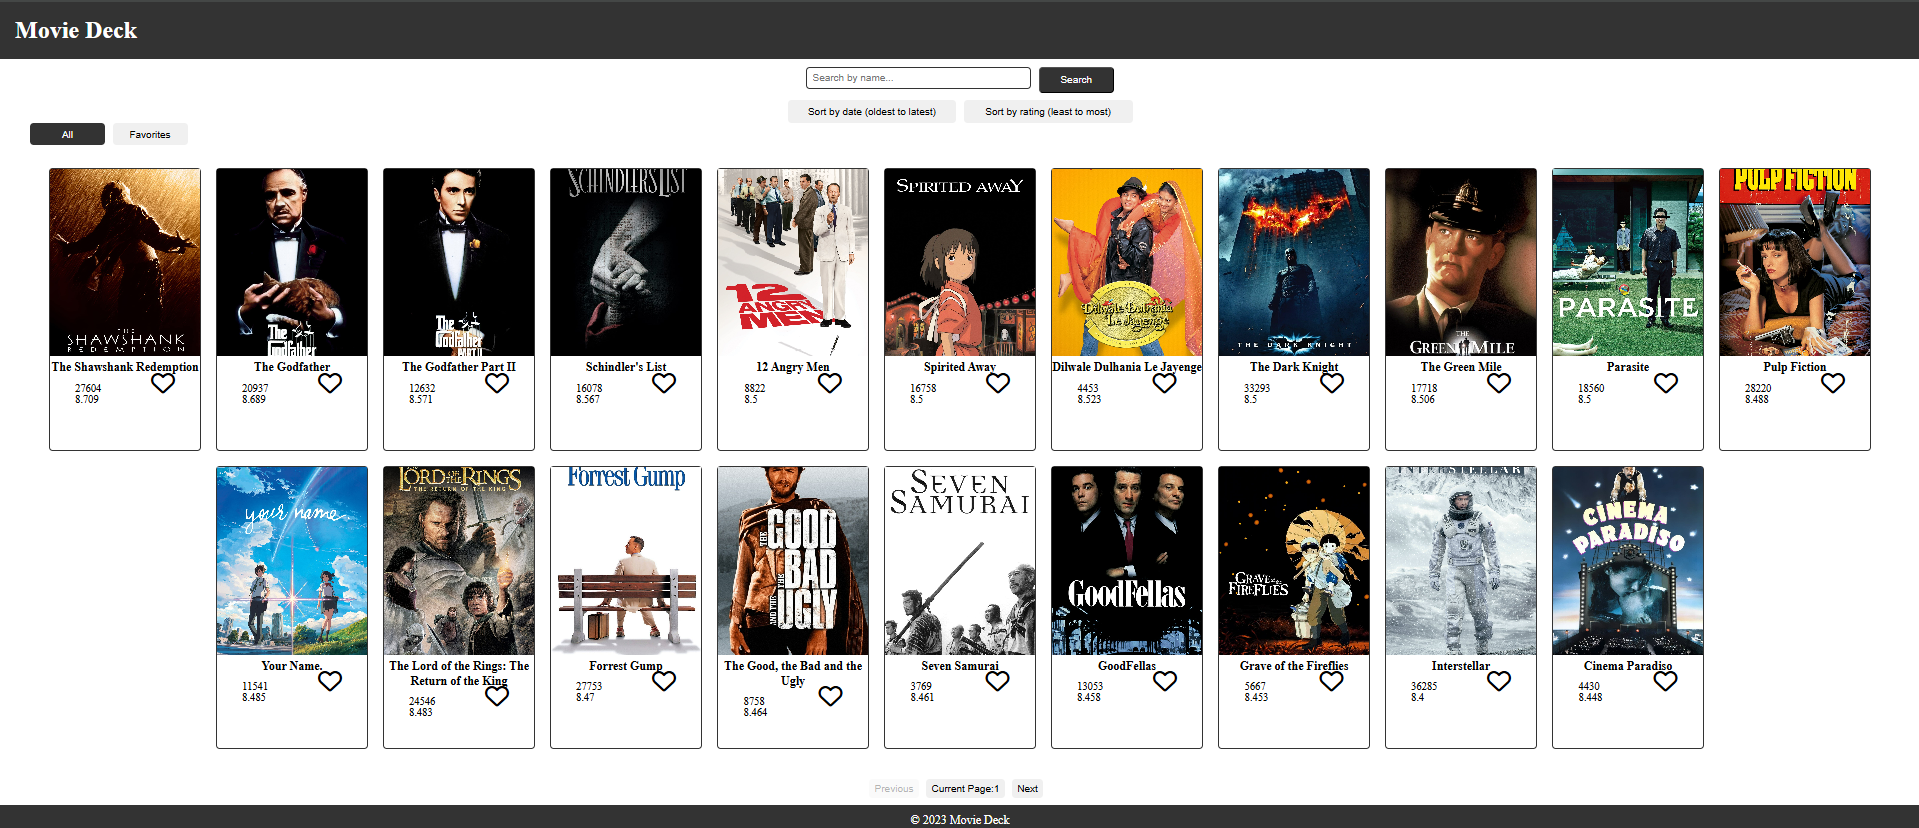 Movie Deck
Search by name...
Search
Sort by date (oldest to latest)
Sort by rating (least to most)
All
Favorites
THE
SHAWSHANK
REDEMPTION
The Shawshank Redemption
27604
8.709
The
Godfather
The Godfather
20937
8.689
The
Godfather
PART II
The Godfather Part II
12632
8.571
SCHINDLER'S LIST
Schindler's List
16078
8.567
12
ANGRY
MEN
12 Angry Men
8822
8.5
SPIRITED AWAY
Spirited Away
16758
8.5
Dilwale Dulhania
Le Jayenge
Dilwale Dulhania Le Jayenge
4453
8.523
THE DARK KNIGHT
The Dark Knight
33293
8.5
THE
GREEN MILE
The Green Mile
17718
8.506
PARASITE
Parasite
18560
8.5
PULP FICTION
Pulp Fiction
28220
8.488
your name.
Your Name.
11541
8.485
LORD OF THE RINGS
THE RETURN OF THE KING
The Lord of the Rings: The
Return of the King
24546
8.483
Forrest Gump
Forrest Gump
27753
8.47
THE GOOD
THE BAD
AND THE UGLY
The Good, the Bad and the
Ugly
8758
8.464
SEVEN
SAMURAI
Seven Samurai
3769
8.461
GoodFellas
GoodFellas
13053
8.458
GRAVE OF THE
FIREFLIES
Grave of the Fireflies
5667
8.453
INTERSTELLAR
Interstellar
36285
8.4
CINEMA
PARADISO
Cinema Paradiso
4430
8.448
Previous
Current Page:1
Next
© 2023 Movie Deck